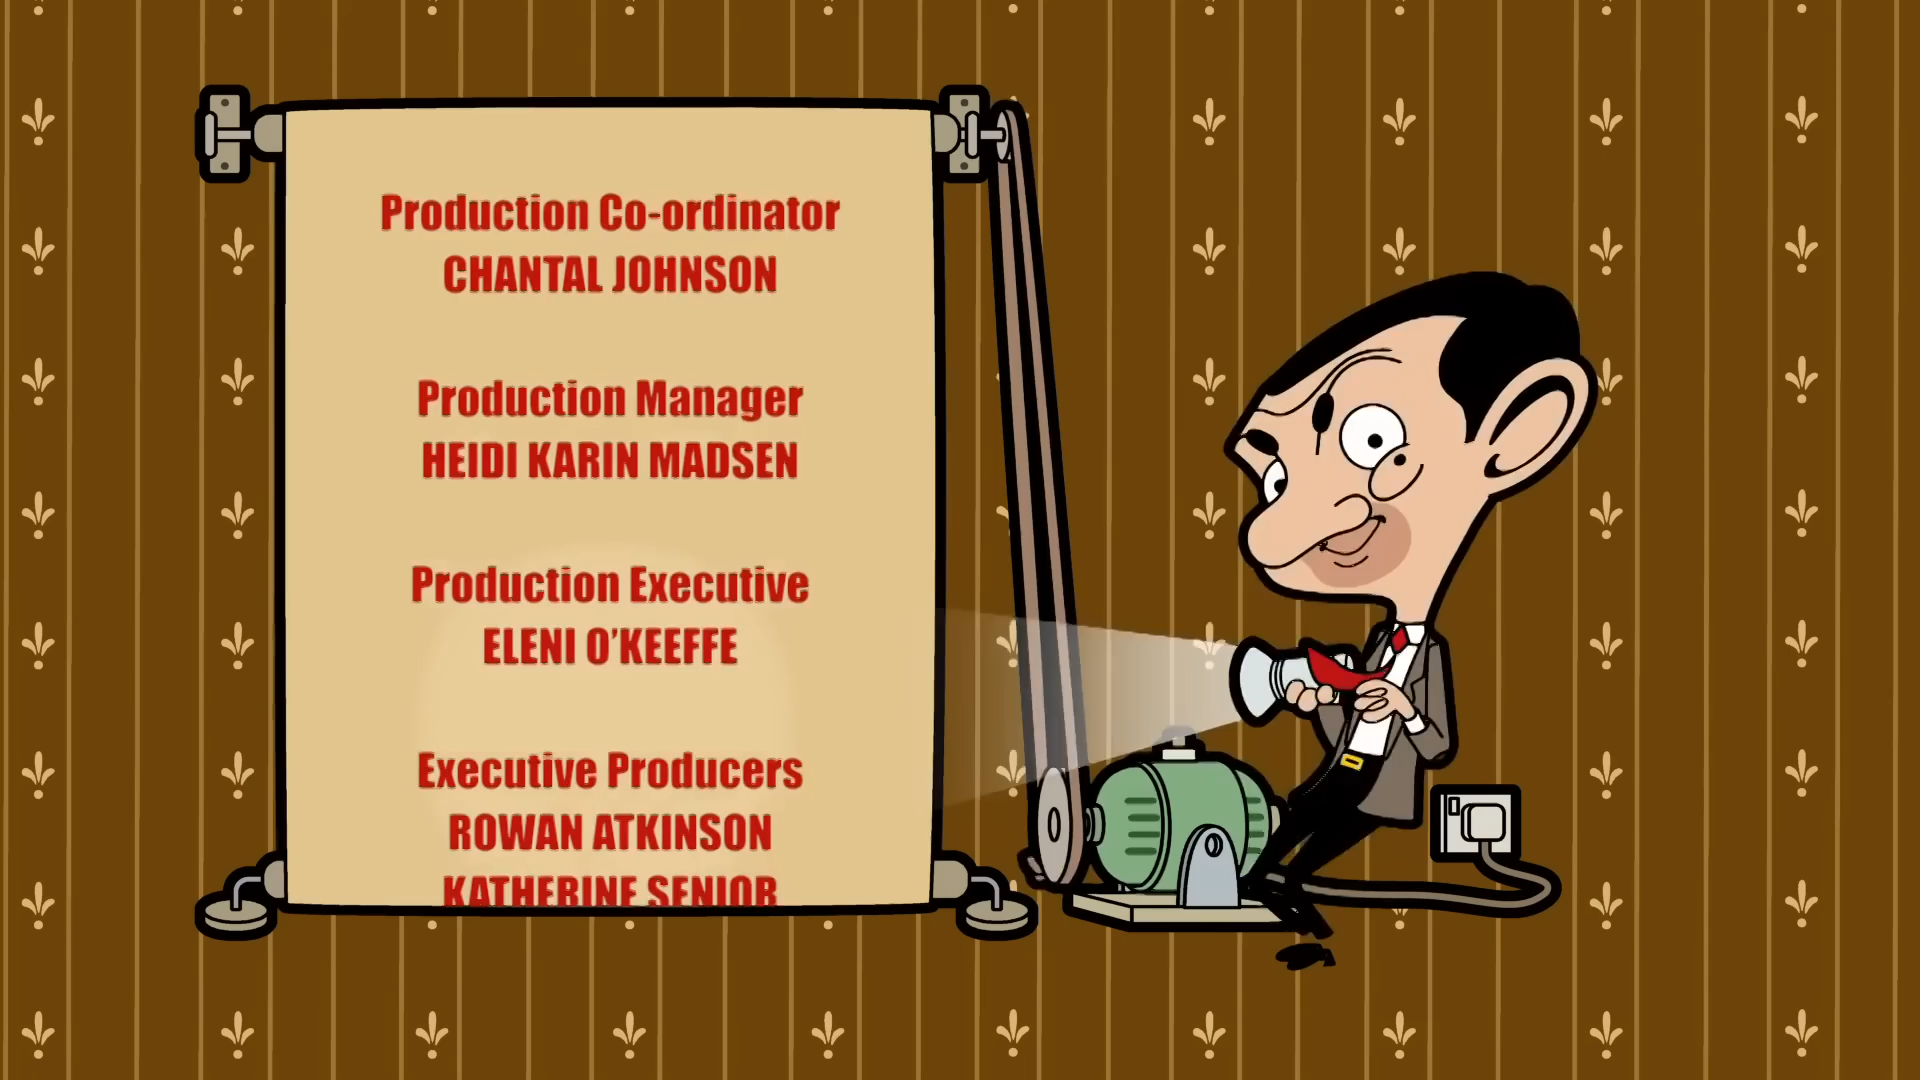 Production Co-ordinator
CHANTAL JOHNSON
Production Manager
HEIDI KARIN MADSEN
Production Executive
ELENI O’KEEFFE
Executive Producers
ROWAN ATKINSON
KATHERINE SENIOR